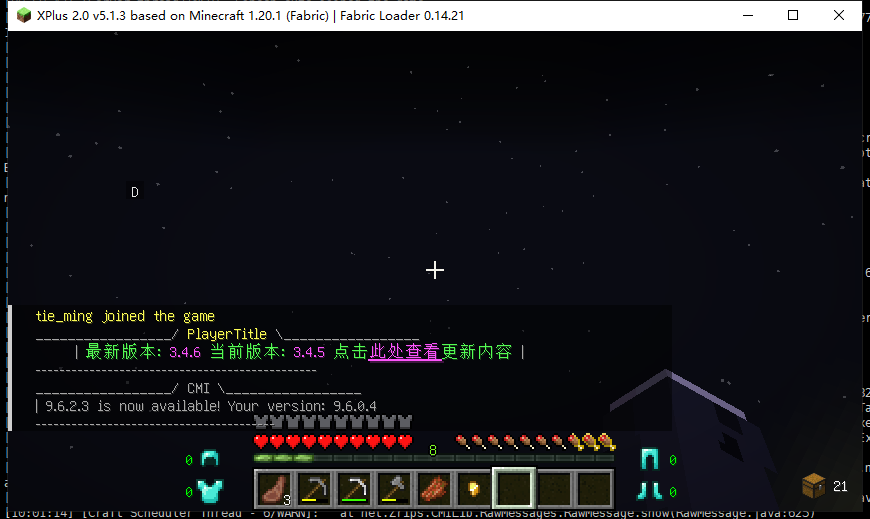 XPlus 2.0 v5.1.3 based on Minecraft 1.20.1 (Fabric) | Fabric Loader 0.14.21
D
tie_ming joined the game
_________________/ PlayerTitle \_________________
| 最新版本: 3.4.6 当前版本: 3.4.5 点击此处查看更新内容 |
-----------------------------------
_________________/ CMI \_________________
| 9.6.2.3 is now available! Your version: 9.6.0.4
-----------------------------------
8
0
0
0
0
3
21
[10:01:14] [Craft Scheduler Thread - 6/WARN]: at net.Zrips.CMILib.RawMessages.RawMessage.show(RawMessage.java:625)